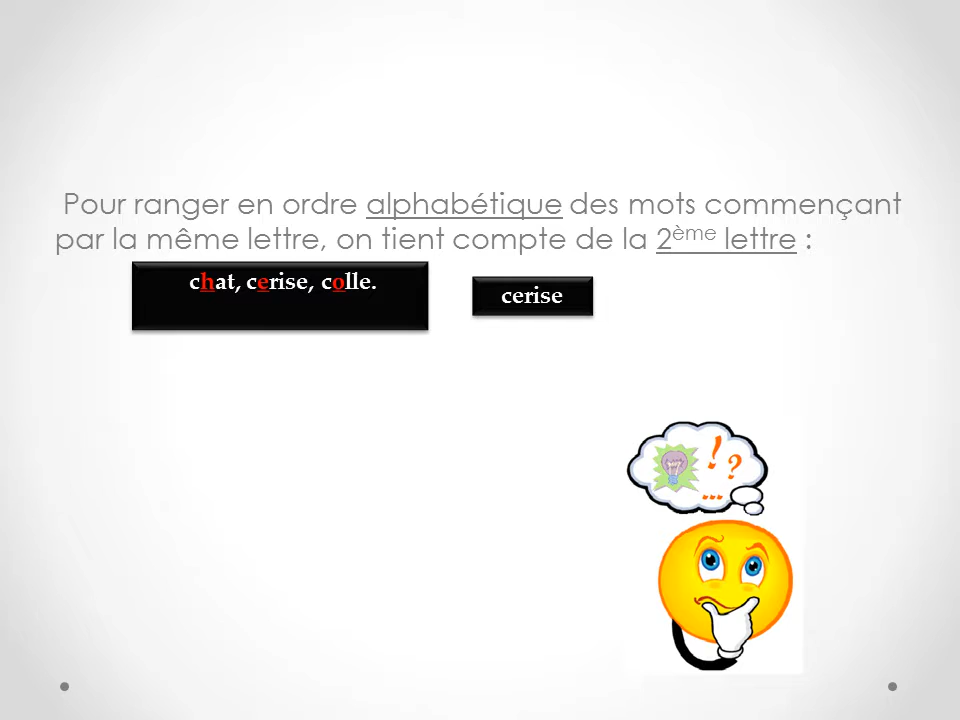 Pour ranger en ordre alphabétique des mots commençant
par la même lettre, on tient compte de la 2ème lettre :
chat, cerise, colle.
cerise
! ?
...